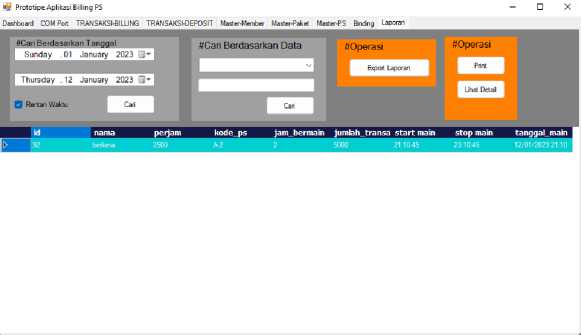 Prototipe Aplikasi Billing PS
Dashboard COM Port TRANSAKSI-BILLING TRANSAKSI-DEPOSIT Master-Member Master-Paket Master-PS Binding Laporan
#Cari Berdasarkan Tanggal
Sunday , 01 January 2023
Thursday , 12 January 2023
Rentan Waktu
Cari
#Cari Berdasarkan Data
Cari
#Operasi
Export Laporan
#Operasi
Print
Lihat Detail
id nama perjam kode_ps jam_bermain jumlah_transa start main stop main tanggal_main
92 2500 A 2 2 5000 21:10:45 23:10:45 12/01/2023 21:10